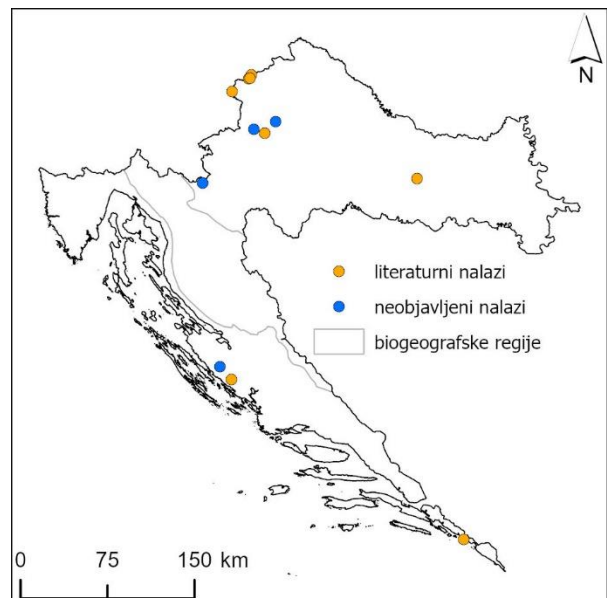 N
literaturni nalazi
neobjavljeni nalazi
biogeografske regije
0 75 150 km